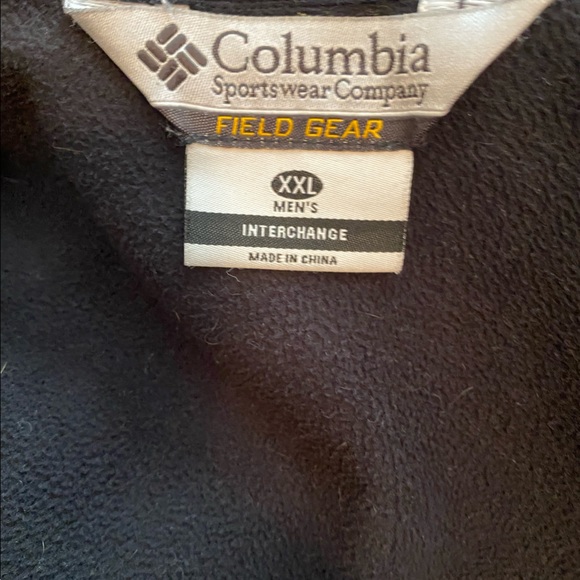 Columbia
Sportswear Company
FIELD GEAR
XXL
MEN'S
INTERCHANGE
MADE IN CHINA